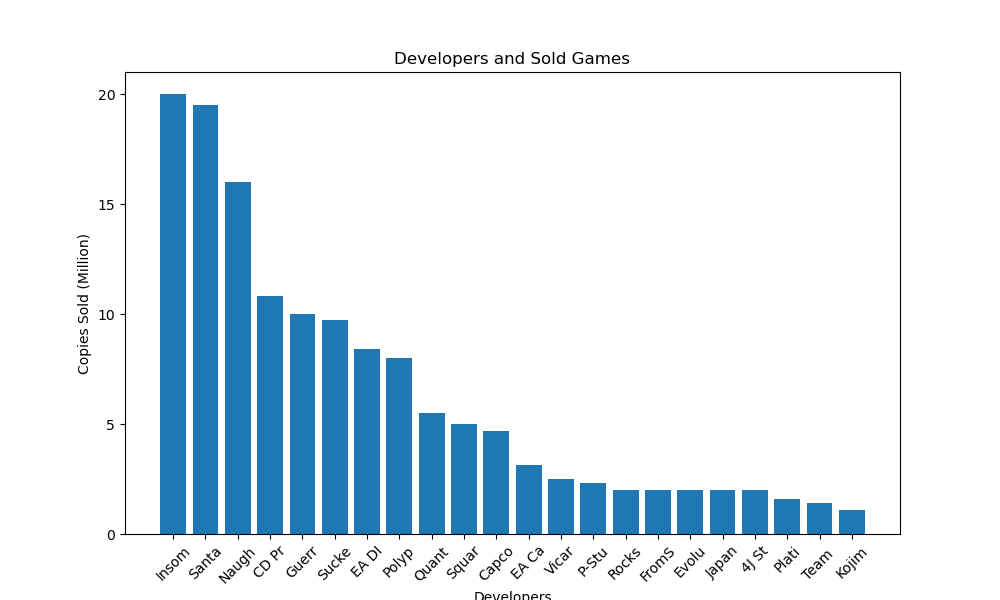 Developers and Sold Games
Copies Sold (Million)
20
15
10
5
0
Insom
Santa
Naugh
CD Pr
Guerr
Sucke
EA DI
Polyp
Quant
Squar
Capco
EA Ca
Vicar
P-Stu
Rocks
FromS
Evolu
Japan
4J St
Plati
Team
Kojim
Developers